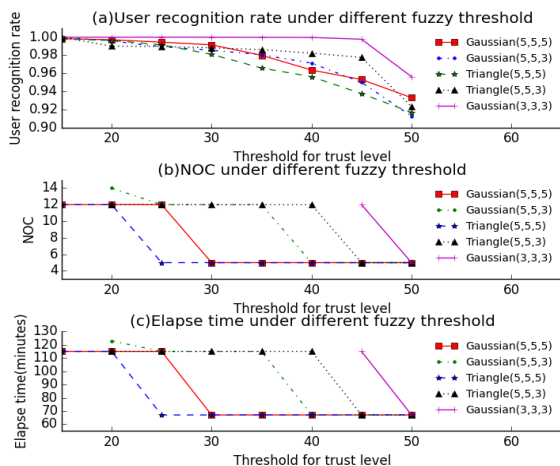 (a)User recognition rate under different fuzzy threshold
User recognition rate
1.00
0.98
0.96
0.94
0.92
0.90
20 30 40 50 60
Threshold for trust level
Gaussian(5,5,5)
Gaussian(5,5,3)
Triangle(5,5,5)
Triangle(5,5,3)
Gaussian(3,3,3)
(b)NOC under different fuzzy threshold
NOC
14
12
10
8
6
4
20 30 40 50 60
Threshold for trust level
Gaussian(5,5,5)
Gaussian(5,5,3)
Triangle(5,5,5)
Triangle(5,5,3)
Gaussian(3,3,3)
(c)Elapse time under different fuzzy threshold
Elapse time(minutes)
130
120
110
100
90
80
70
60
20 30 40 50 60
Threshold for trust level
Gaussian(5,5,5)
Gaussian(5,5,3)
Triangle(5,5,5)
Triangle(5,5,3)
Gaussian(3,3,3)